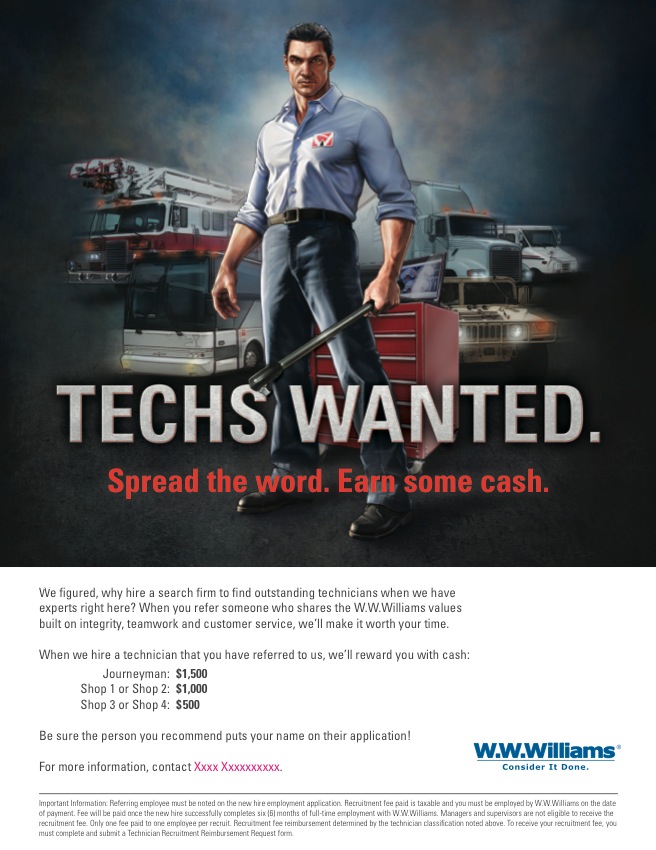 TECHS WANTED.
Spread the word. Earn some cash.
We figured, why hire a search firm to find outstanding technicians when we have
experts right here? When you refer someone who shares the W.W.Williams values
built on integrity, teamwork and customer service, we'll make it worth your time.
When we hire a technician that you have referred to us, we'll reward you with cash:
Journeyman: $1,500
Shop 1 or Shop 2: $1,000
Shop 3 or Shop 4: $500
Be sure the person you recommend puts your name on their application!
For more information, contact Xxxx Xxxxxxxxxx.
W.W.Williams®
Consider It Done.
Important Information: Referring employee must be noted on the new hire employment application. Recruitment fee paid is taxable and you must be employed by W.W.Williams on the date
of payment. Fee will be paid once the new hire successfully completes six (6) months of full-time employment with W.W.Williams. Managers and supervisors are not eligible to receive the
recruitment fee. Only one fee paid to one employee per recruit. Recruitment fee reimbursement determined by the technician classification noted above. To receive your recruitment fee, you
must complete and submit a Technician Recruitment Reimbursement Request form.